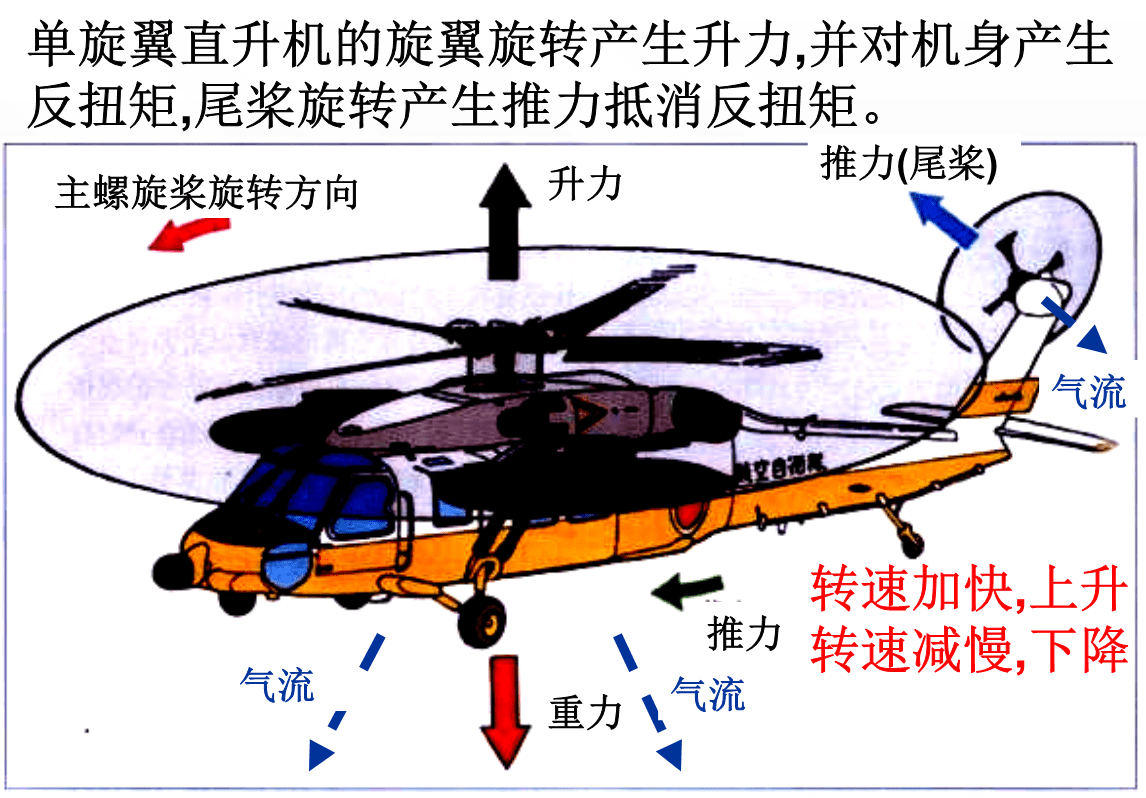 单旋翼直升机的旋翼旋转产生升力,并对机身产生
反扭矩,尾桨旋转产生推力抵消反扭矩。
主螺旋桨旋转方向
升力
推力(尾桨)
气流
转速加快,上升
转速减慢,下降
推力
气流
重力
气流